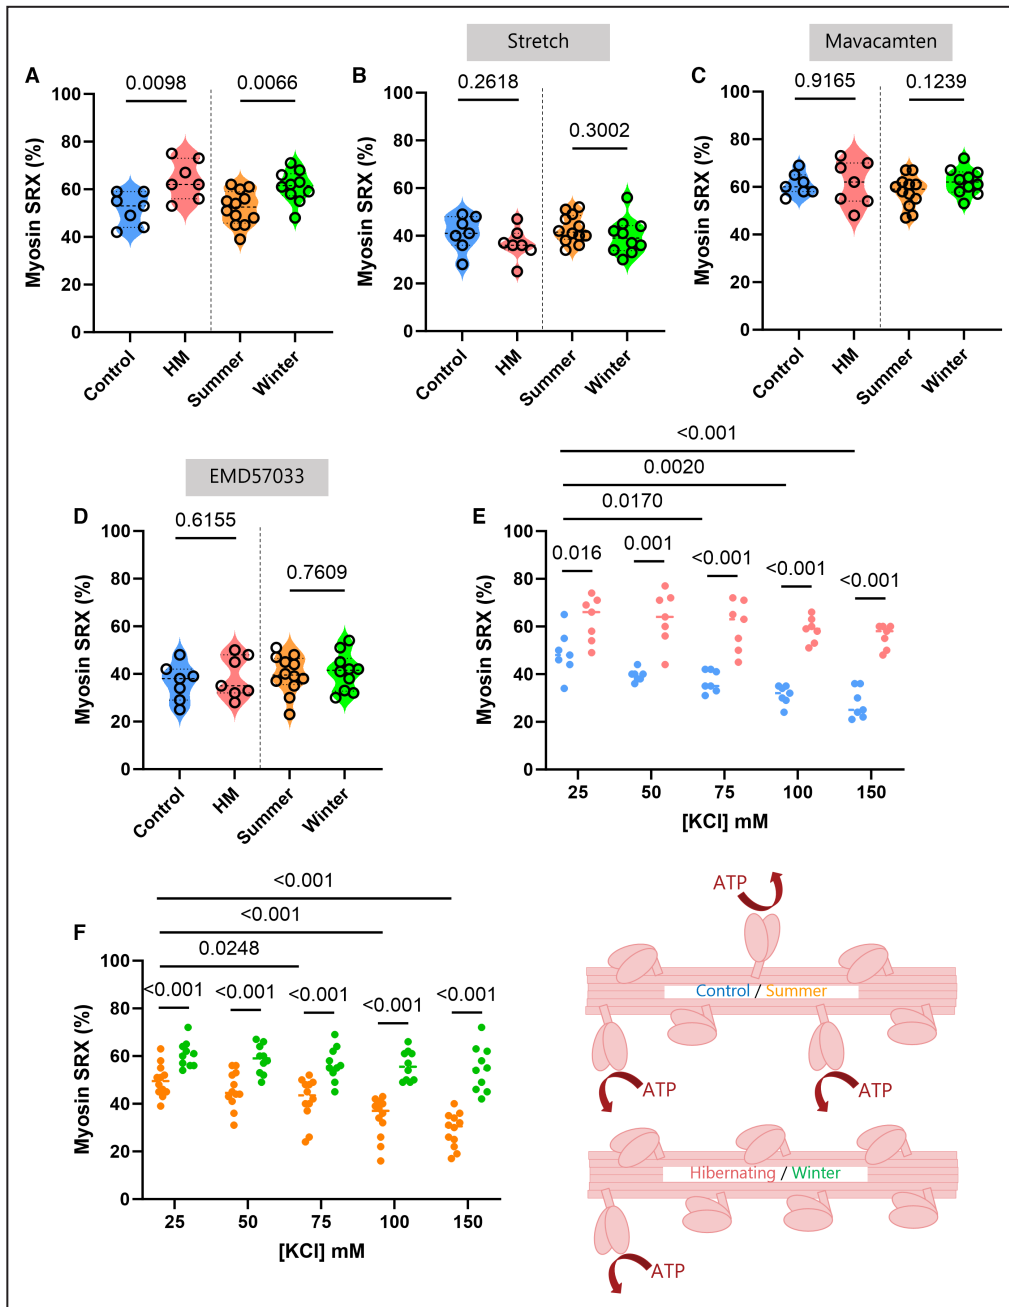 Stretch
Mavacamten
A
0.0098
0.0066
Myosin SRX (%)
100
80
60
40
20
0
Control
HM
Summer
Winter
B
0.2618
0.3002
Myosin SRX (%)
100
80
60
40
20
0
Control
HM
Summer
Winter
C
0.9165
0.1239
Myosin SRX (%)
100
80
60
40
20
0
Control
HM
Summer
Winter
EMD57033
D
0.6155
0.7609
Myosin SRX (%)
100
80
60
40
20
0
Control
HM
Summer
Winter
E
<0.001
0.0020
0.0170
0.016
0.001
<0.001
<0.001
<0.001
Myosin SRX (%)
100
80
60
40
20
0
25 50 75 100 150
[KCl] mM
F
<0.001
<0.001
0.0248
<0.001
<0.001
<0.001
<0.001
<0.001
Myosin SRX (%)
100
80
60
40
20
0
25 50 75 100 150
[KCl] mM
ATP
Control / Summer
ATP
ATP
Hibernating / Winter
ATP